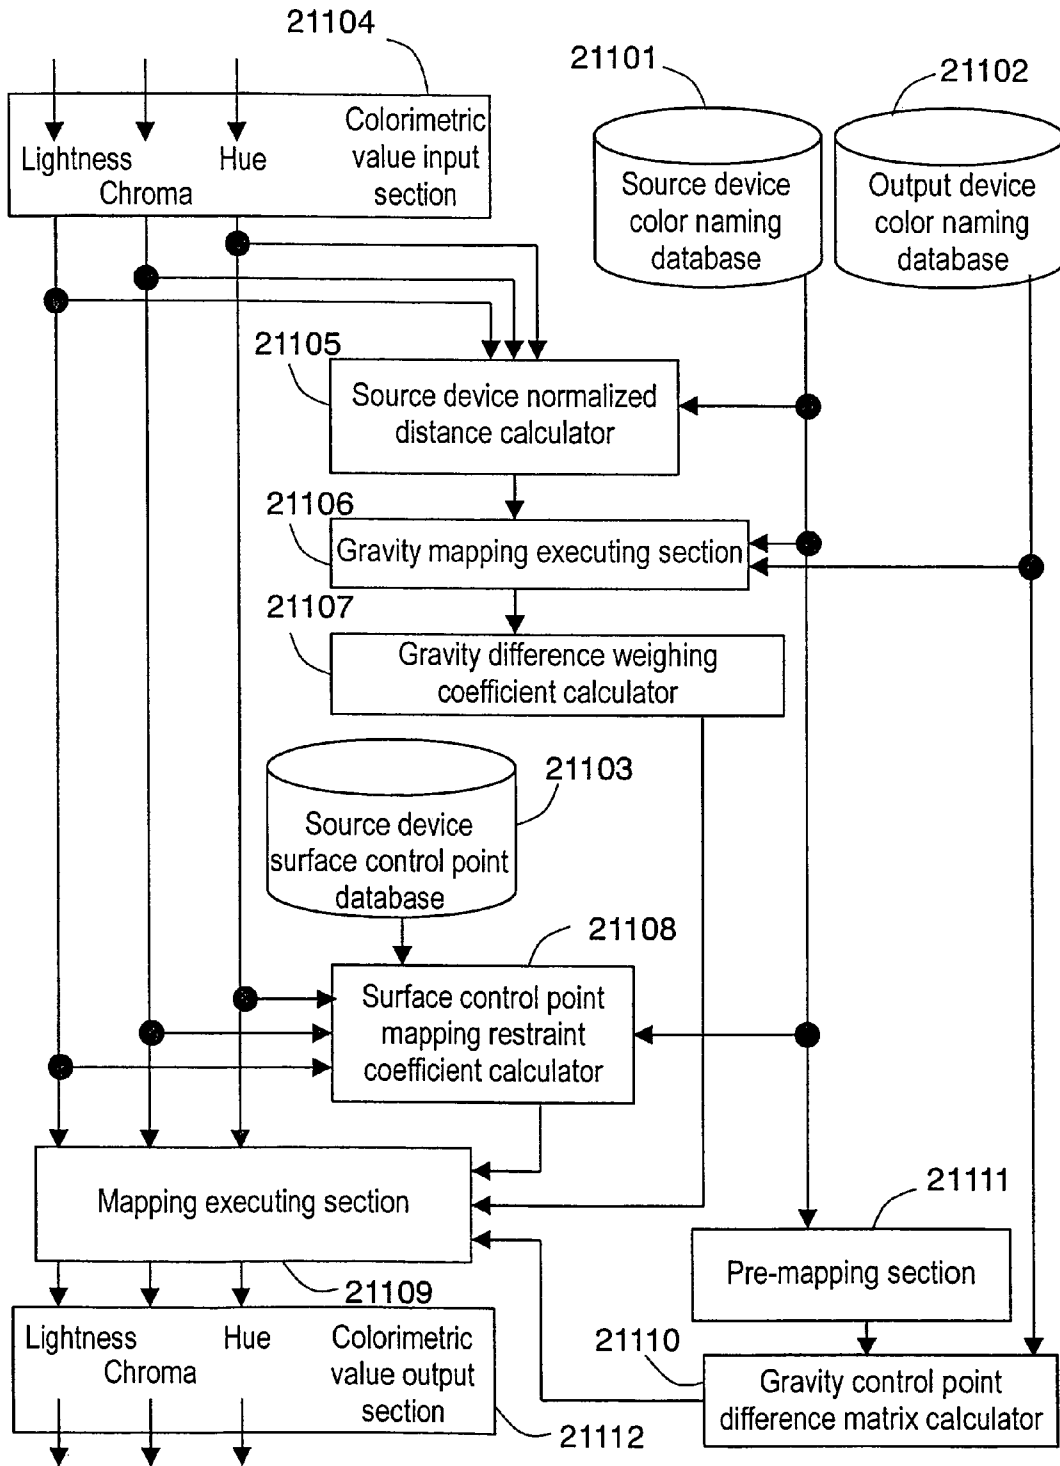 21104
21101
21102
Colorimetric
value input
section
Lightness
Hue
Chroma
Source device
color naming
database
Output device
color naming
database
21105
Source device normalized
distance calculator
21106
Gravity mapping executing section
21107
Gravity difference weighing
coefficient calculator
21103
Source device
surface control point
database
21108
Surface control point
mapping restraint
coefficient calculator
Mapping executing section
21111
Pre-mapping section
21109
Lightness
Hue
Chroma
Colorimetric
value output
section
21110
Gravity control point
difference matrix calculator
21112